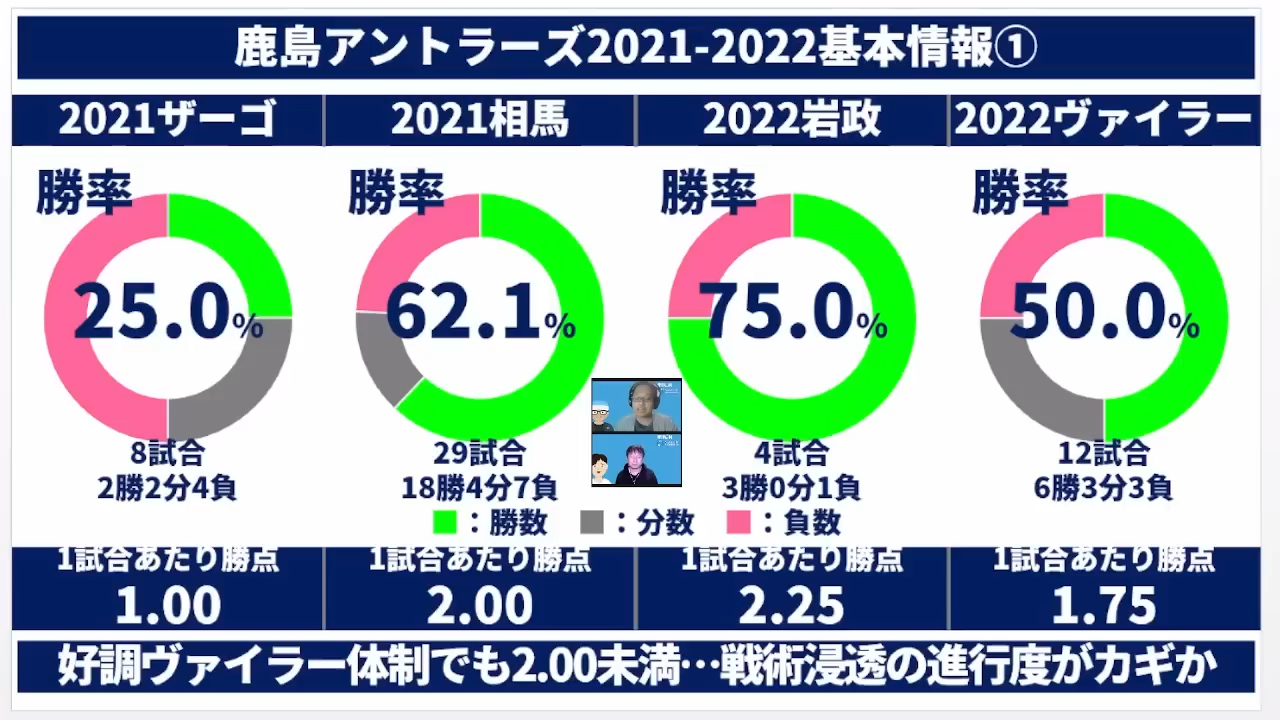 鹿島アントラーズ2021-2022基本情報①
2021ザーゴ
2021相馬
2022岩政
2022ヴァイラー
勝率
勝率
勝率
勝率
25.0%
62.1%
75.0%
50.0%
8試合
29試合
4試合
12試合
2勝2分4負
18勝4分7負
3勝0分1負
6勝3分3負
：勝数 ：分数 ：負数
1試合あたり勝点
1試合あたり勝点
1試合あたり勝点
1試合あたり勝点
1.00
2.00
2.25
1.75
好調ヴァイラー体制でも2.00未満…戦術浸透の進行度がカギか